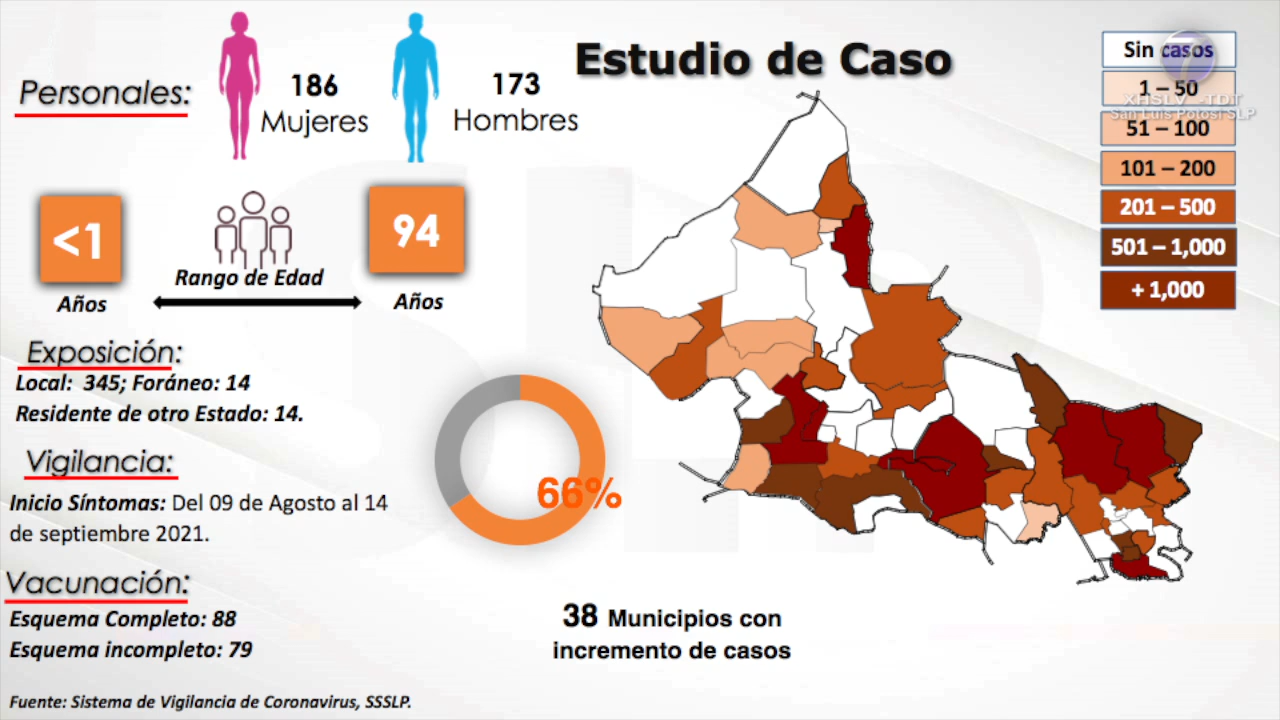 Estudio de Caso
Personales:
186
Mujeres
173
Hombres
<1
Años
Rango de Edad
94
Años
Exposición:
Local: 345; Foráneo: 14
Residente de otro Estado: 14.
Vigilancia:
Inicio Síntomas: Del 09 de Agosto al 14
de septiembre 2021.
Vacunación:
Esquema Completo: 88
Esquema incompleto: 79
Fuente: Sistema de Vigilancia de Coronavirus, SSSLP.
66%
38 Municipios con
incremento de casos
Sin casos
1 – 50
XHSLV -TDT
San Luis Potosí SLP
51 – 100
101 – 200
201 – 500
501 – 1,000
+ 1,000